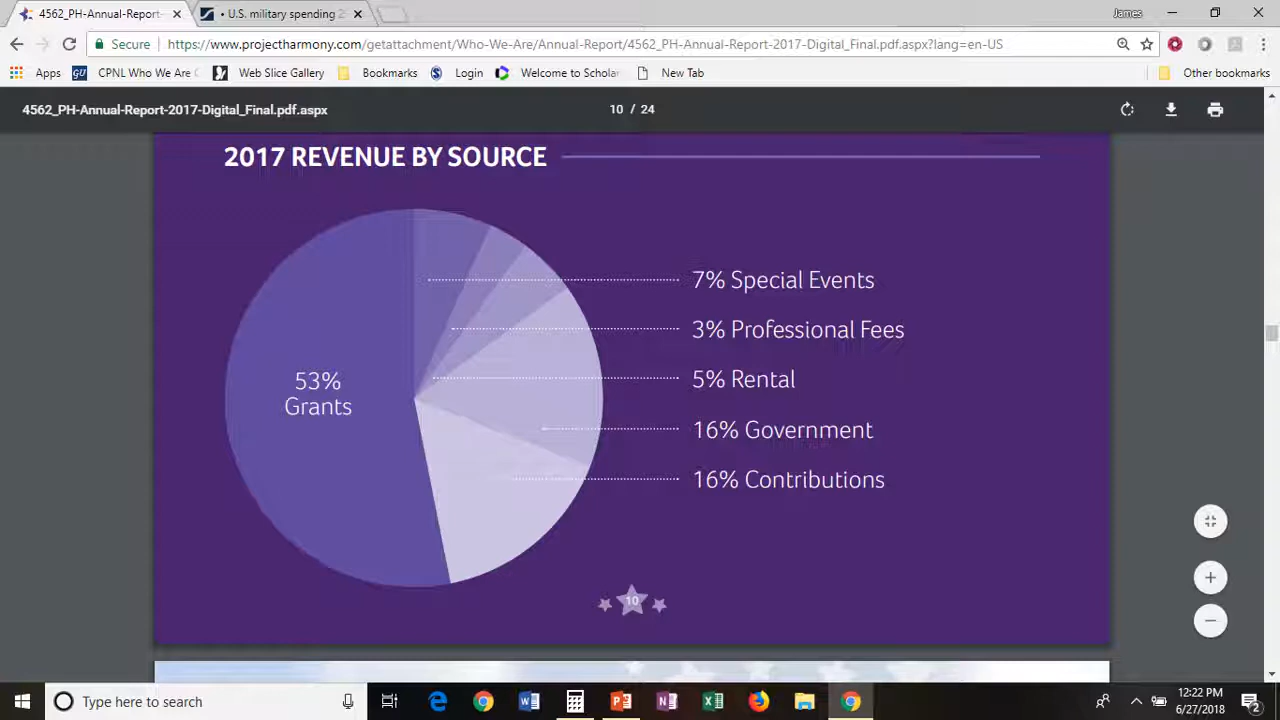 4562_PH-Annual-Report-
U.S. military spending 2
James
Secure
https://www.projectharmony.com/getattachment/Who-We-Are/Annual-Report/4562_PH-Annual-Report-2017-Digital_Final.pdf.aspx?lang=en-US
Apps
GU
CPNL Who We Are
Web Slice Gallery
Bookmarks
Login
Welcome to Schola
New Tab
Other bookmarks
4562_PH-Annual-Report-2017-Digital_Final.pdf.aspx
10 / 24
2017 REVENUE BY SOURCE
7% Special Events
3% Professional Fees
5% Rental
16% Government
16% Contributions
53%
Grants
10
Type here to search
12:22 PM
6/27/2018
2